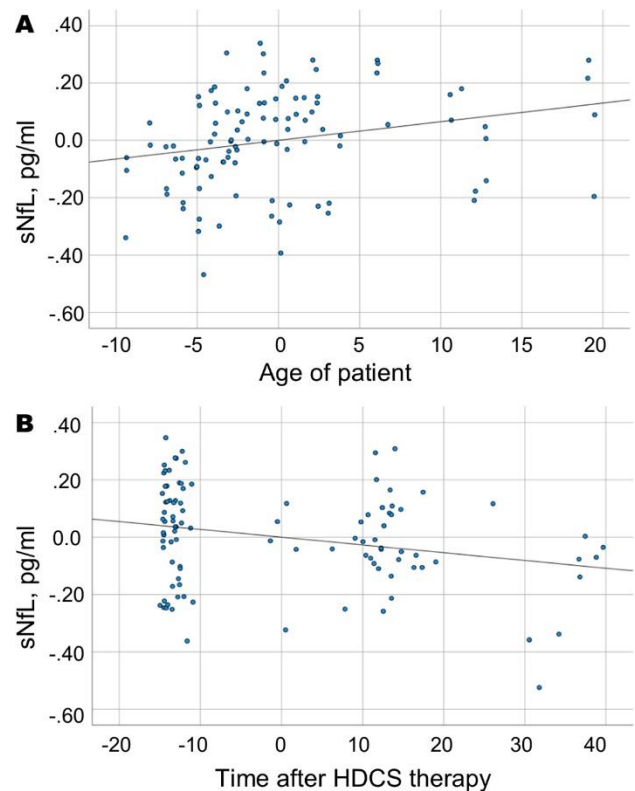 A
.40
.20
0.0
-.20
-.40
-.60
sNfL, pg/ml
-10 -5 0 5 10 15 20
Age of patient
B
.40
.20
0.0
-.20
-.40
-.60
sNfL, pg/ml
-20 -10 0 10 20 30 40
Time after HDCS therapy